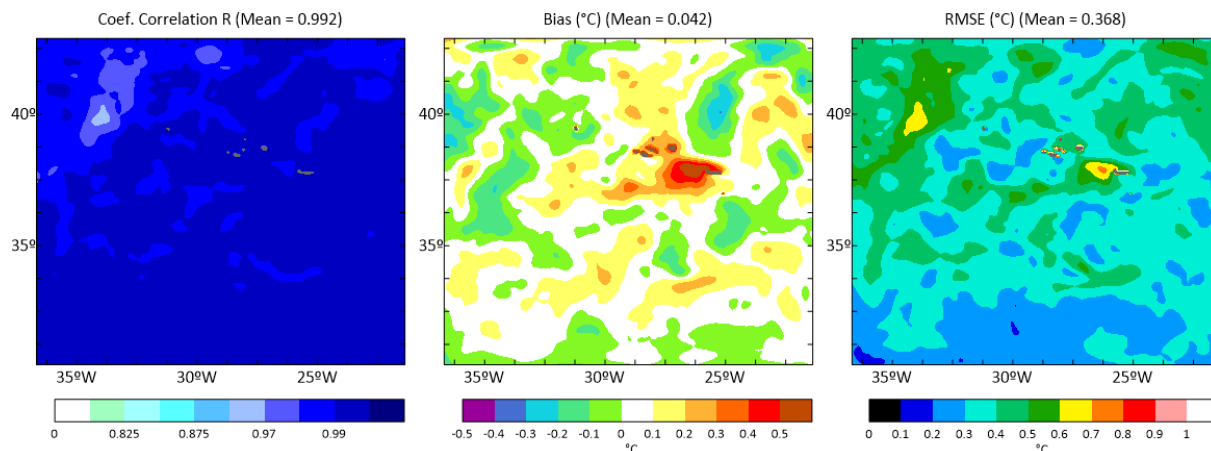 Coef. Correlation R (Mean = 0.992)
Bias (°C) (Mean = 0.042)
RMSE (°C) (Mean = 0.368)
40º 40º 40º
35º 35º 35º
35ºW 30ºW 25ºW 35ºW 30ºW 25ºW 35ºW 30ºW 25ºW
0 0.825 0.875 0.97 0.99
-0.5 -0.4 -0.3 -0.2 -0.1 0 0.1 0.2 0.3 0.4 0.5
°C
0 0.1 0.2 0.3 0.4 0.5 0.6 0.7 0.8 0.9 1
°C